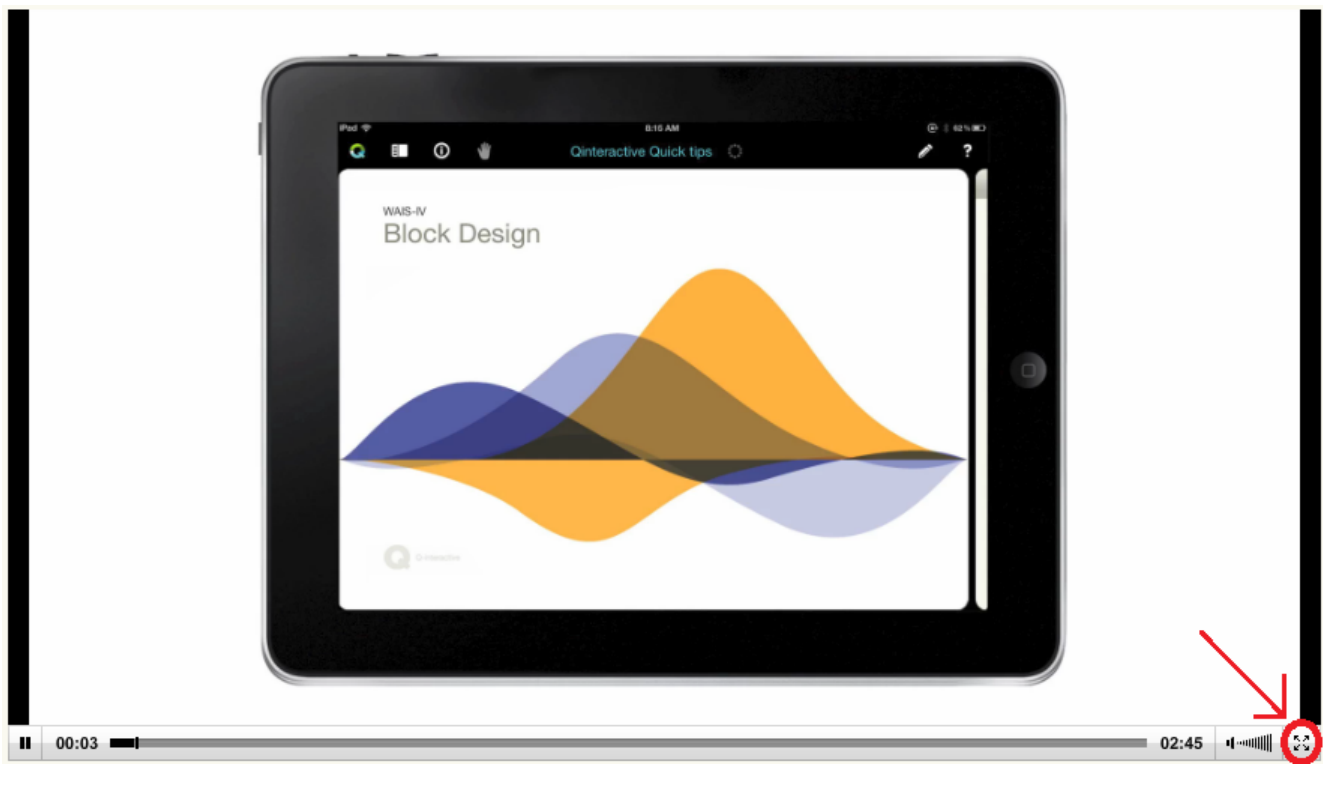 iPad 8:16 AM 62%
Qinteractive Quick tips ?
WAIS-IV
Block Design
Q-interactive
00:03 02:45